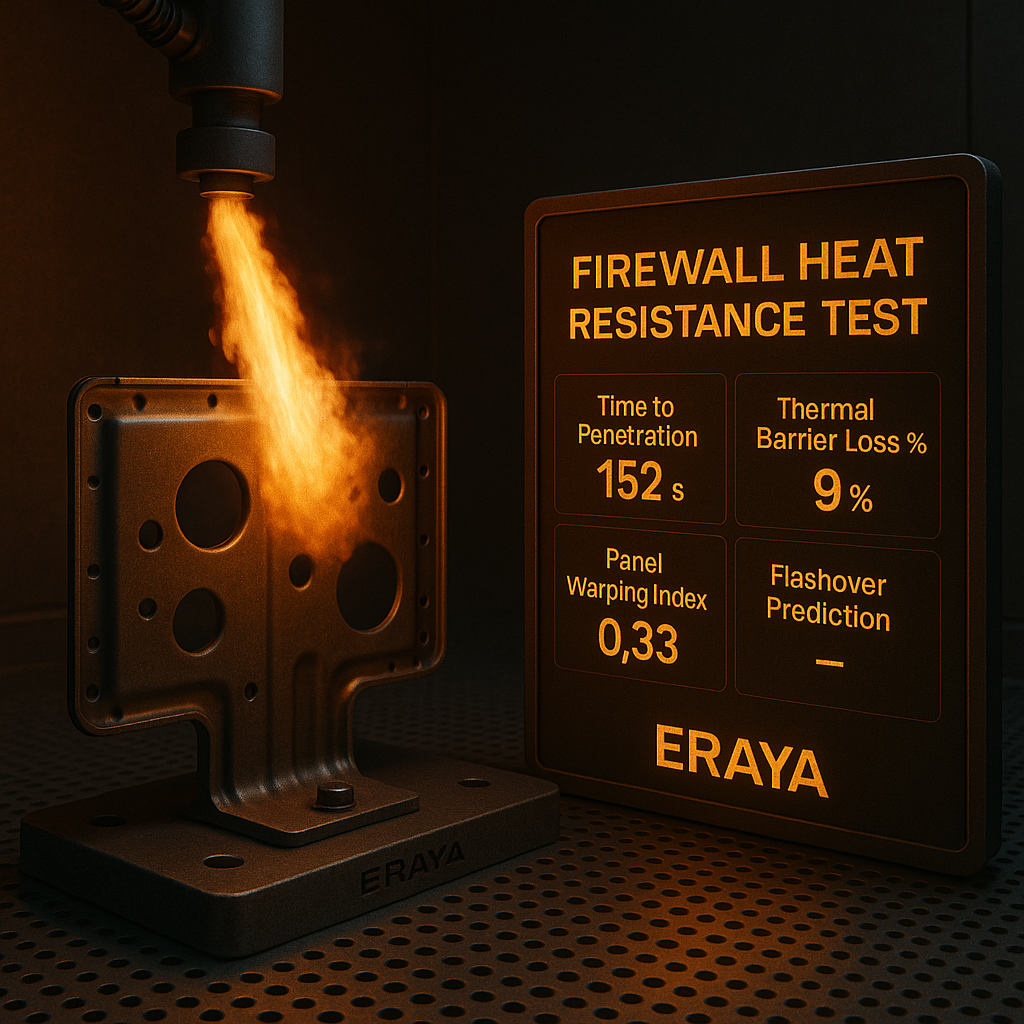 FIREWALL HEAT
RESISTANCE TEST
Time to
Penetration
152 s
Thermal
Barrier Loss %
9 %
Panel
Warping Index
0,33
Flashover
Prediction
–
ERAYA
ERAYA